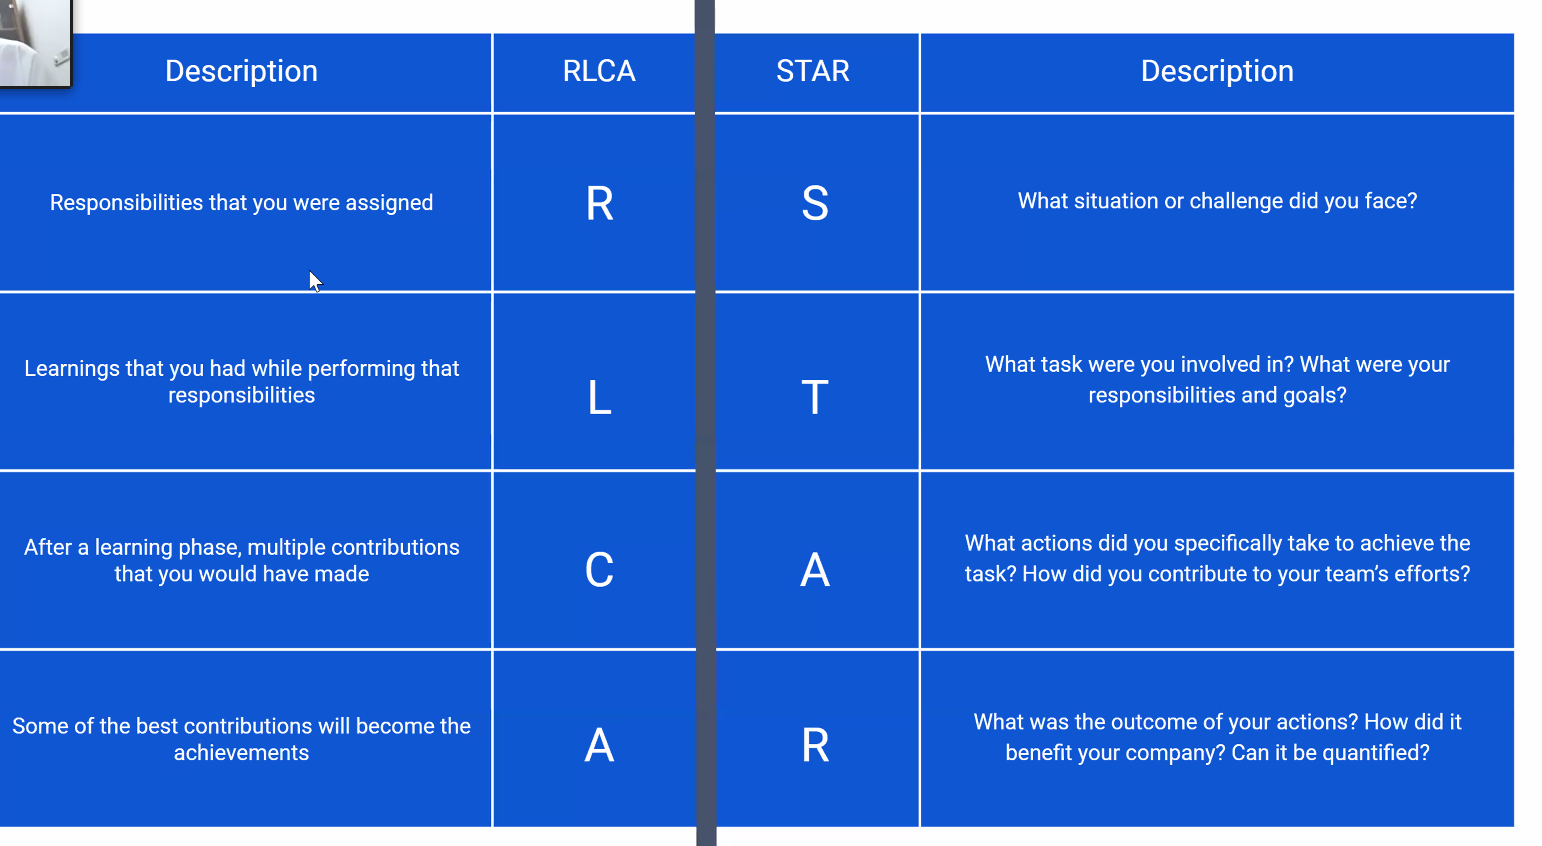 Description RLCA STAR Description
Responsibilities that you were assigned R S What situation or challenge did you face?
Learnings that you had while performing that
responsibilities
L T
What task were you involved in? What were your
responsibilities and goals?
After a learning phase, multiple contributions
that you would have made
C A
What actions did you specifically take to achieve the
task? How did you contribute to your team’s efforts?
Some of the best contributions will become the
achievements
A R
What was the outcome of your actions? How did it
benefit your company? Can it be quantified?